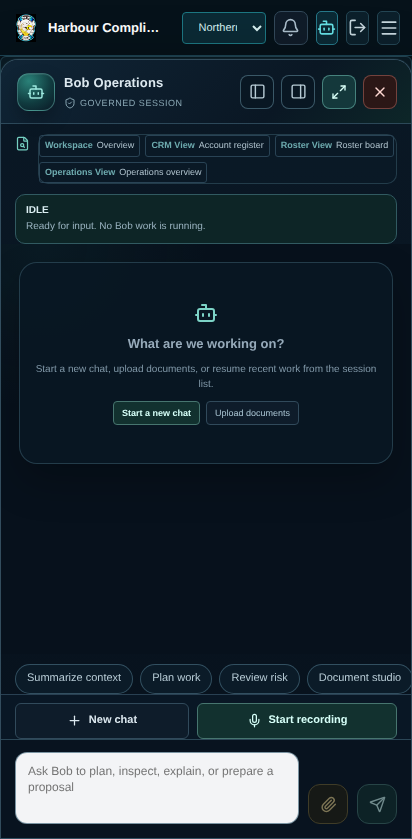 Harbour Compli...
Northern
Bob Operations
GOVERNED SESSION
Workspace Overview
CRM View Account register
Roster View Roster board
Operations View Operations overview
IDLE
Ready for input. No Bob work is running.
What are we working on?
Start a new chat, upload documents, or resume recent work from the session
list.
Start a new chat
Upload documents
Summarize context
Plan work
Review risk
Document studio
New chat
Start recording
Ask Bob to plan, inspect, explain, or prepare a
proposal